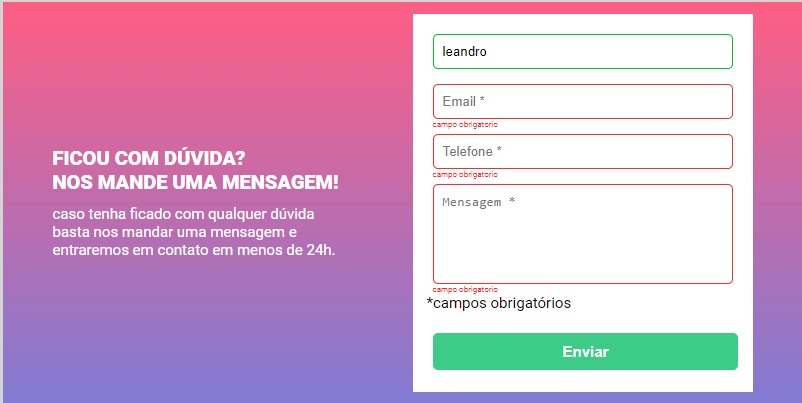 FICOU COM DÚVIDA?
NOS MANDE UMA MENSAGEM!
caso tenha ficado com qualquer dúvida
basta nos mandar uma mensagem e
entraremos em contato em menos de 24h.
leandro
Email *
campo obrigatorio
Telefone *
campo obrigatorio
Mensagem *
campo obrigatorio
*campos obrigatórios
Enviar